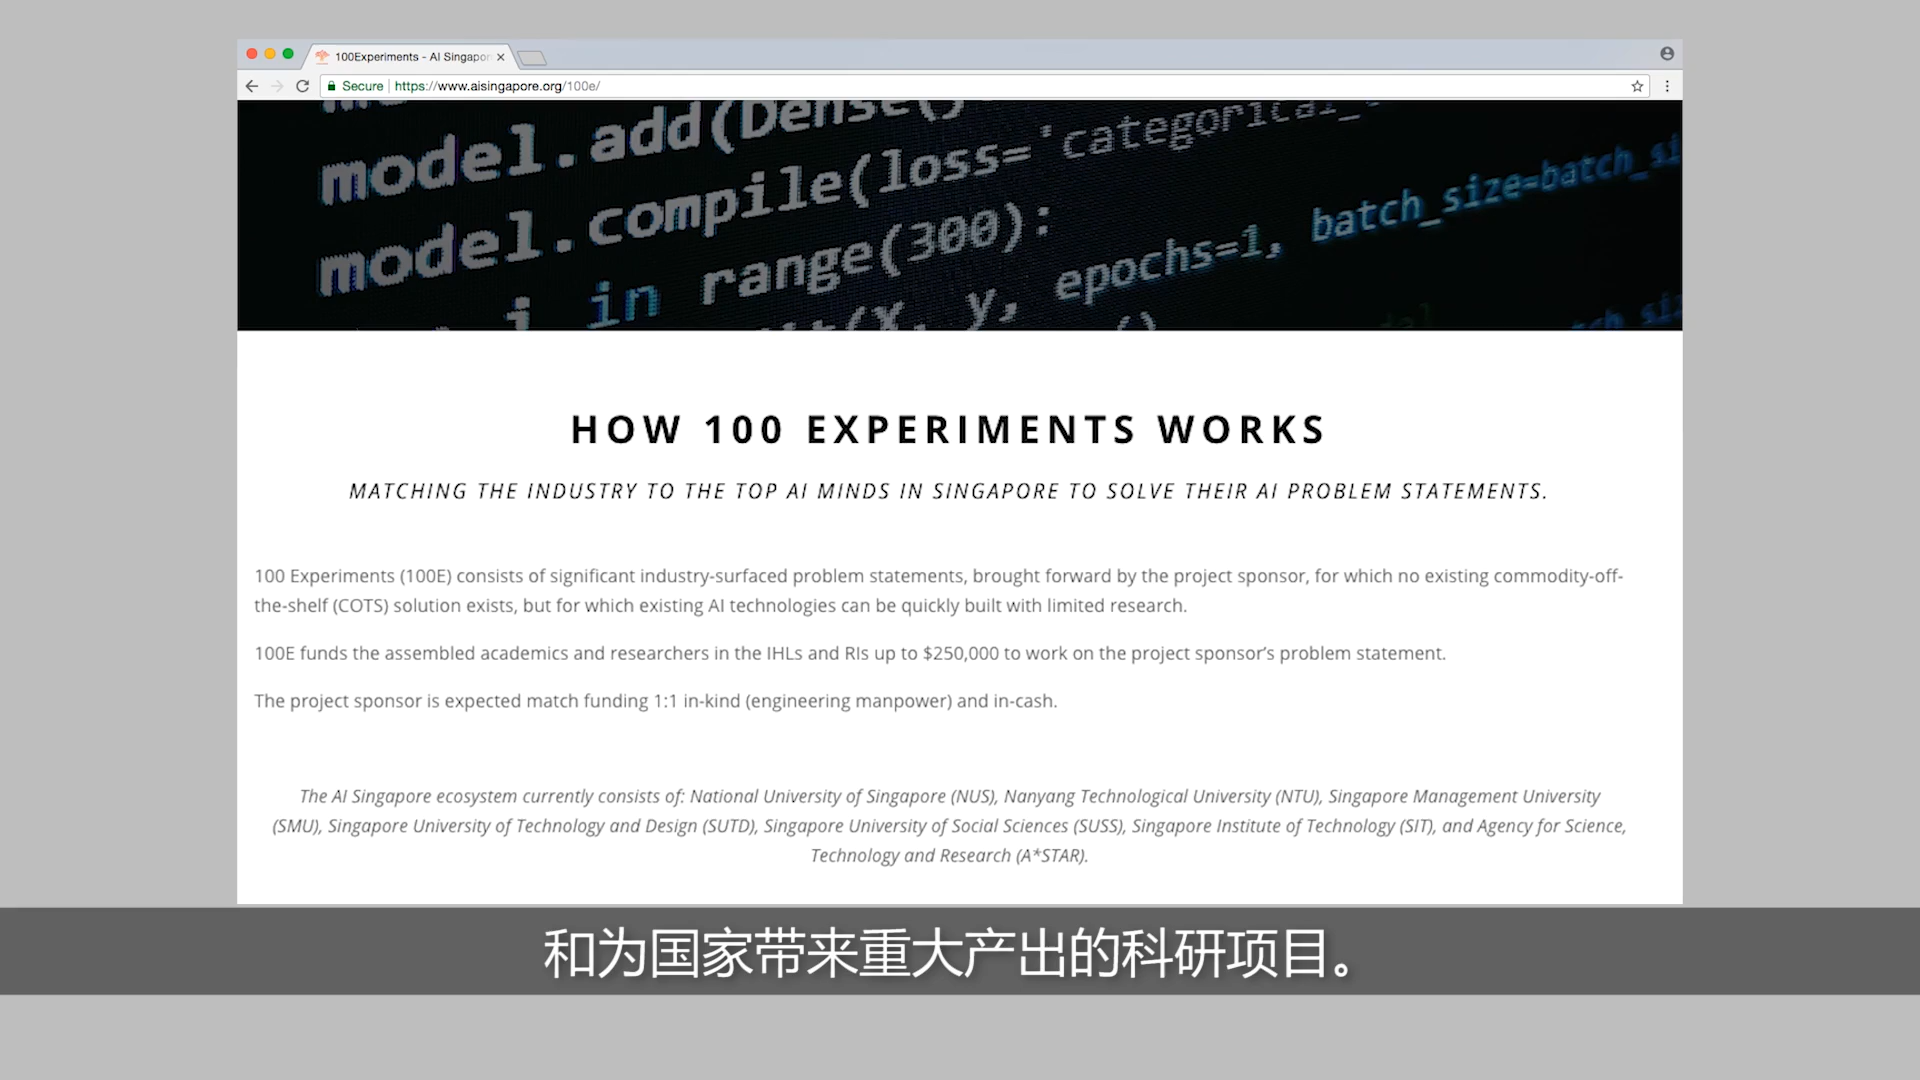 100Experiments - AI Singapor
Secure https://www.aisingapore.org/100e/
model.add(Dense(
model.compile(loss='categorical_
i in range(300):
(x, y, epochs=1, batch_size=batch_si
HOW 100 EXPERIMENTS WORKS
MATCHING THE INDUSTRY TO THE TOP AI MINDS IN SINGAPORE TO SOLVE THEIR AI PROBLEM STATEMENTS.
100 Experiments (100E) consists of significant industry-surfaced problem statements, brought forward by the project sponsor, for which no existing commodity-off-
the-shelf (COTS) solution exists, but for which existing AI technologies can be quickly built with limited research.
100E funds the assembled academics and researchers in the IHLs and RIs up to $250,000 to work on the project sponsor's problem statement.
The project sponsor is expected match funding 1:1 in-kind (engineering manpower) and in-cash.
The AI Singapore ecosystem currently consists of: National University of Singapore (NUS), Nanyang Technological University (NTU), Singapore Management University
(SMU), Singapore University of Technology and Design (SUTD), Singapore University of Social Sciences (SUSS), Singapore Institute of Technology (SIT), and Agency for Science,
Technology and Research (A*STAR).
和为国家带来重大产出的科研项目。